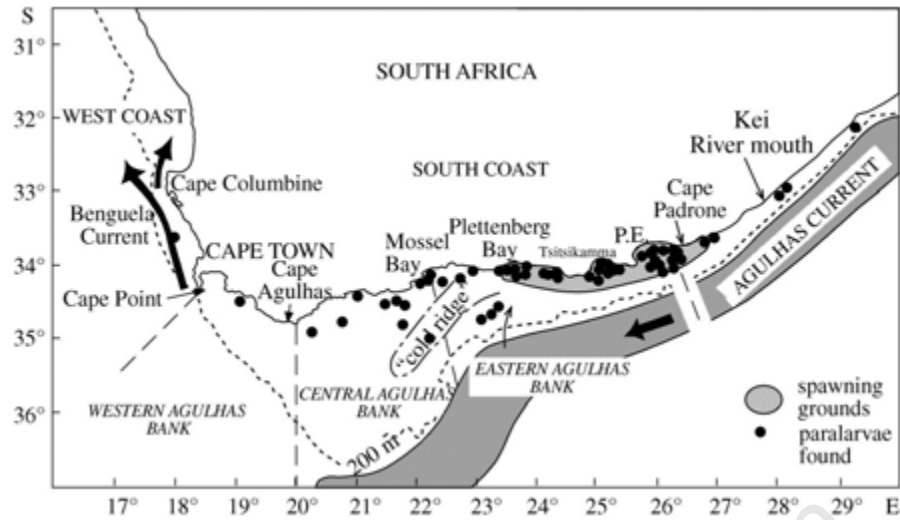 S
31°
32°
33°
34°
35°
36°
SOUTH AFRICA
WEST COAST
Kei
River mouth
SOUTH COAST
Cape Columbine
Cape
Padrone
Benguela
Current
Plettenberg
Bay
P.E.
Mossel
Bay
Tsitsikamma
CAPE TOWN
Cape
Agulhas
Cape Point
AGULHAS CURRENT
"cold ridge"
EASTERN AGULHAS
BANK
CENTRAL AGULHAS
BANK
WESTERN AGULHAS
BANK
200 m
spawning
grounds
paralarvae
found
17° 18° 19° 20° 21° 22° 23° 24° 25° 26° 27° 28° 29° E